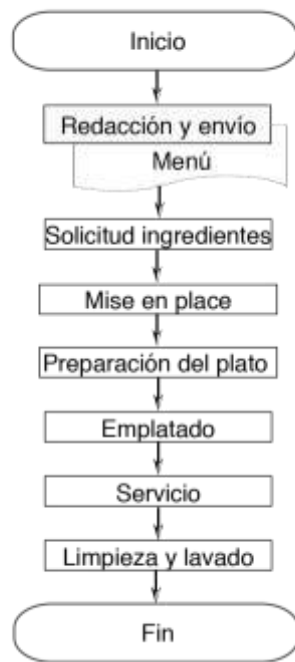 Inicio
Redacción y envío
Menú
Solicitud ingredientes
Mise en place
Preparación del plato
Emplatado
Servicio
Limpieza y lavado
Fin